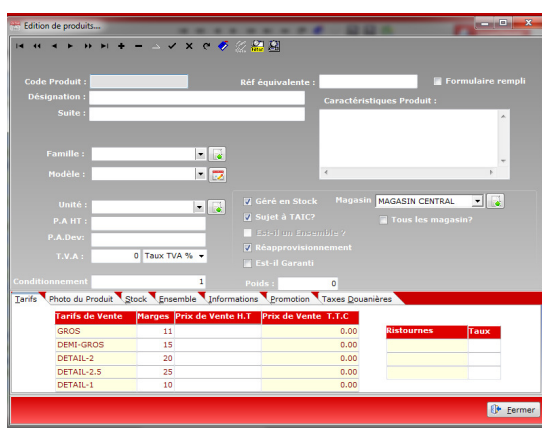 Edition de produits...
Code Produit :
Réf équivalente :
Formulaire rempli
Désignation :
Caractéristiques Produit :
Suite :
Famille :
Modèle :
Unité :
Géré en Stock
Magasin
MAGASIN CENTRAL
P.A HT :
Sujet à TAIC?
Tous les magasin?
P.A.Dev:
Est-il un Ensemble ?
T.V.A :
0
Taux TVA %
Réapprovisionnement
Est-il Garanti
Conditionnement
1
Poids :
0
Tarifs Photo du Produit Stock Ensemble Informations Promotion Taxes Douanières
Tarifs de Vente Marges Prix de Vente H.T Prix de Vente T.T.C
GROS 11 0.00
Ristournes Taux
DEMI-GROS 15 0.00
DETAIL-2 20 0.00
DETAIL-2.5 25 0.00
DETAIL-1 10 0.00
Fermer